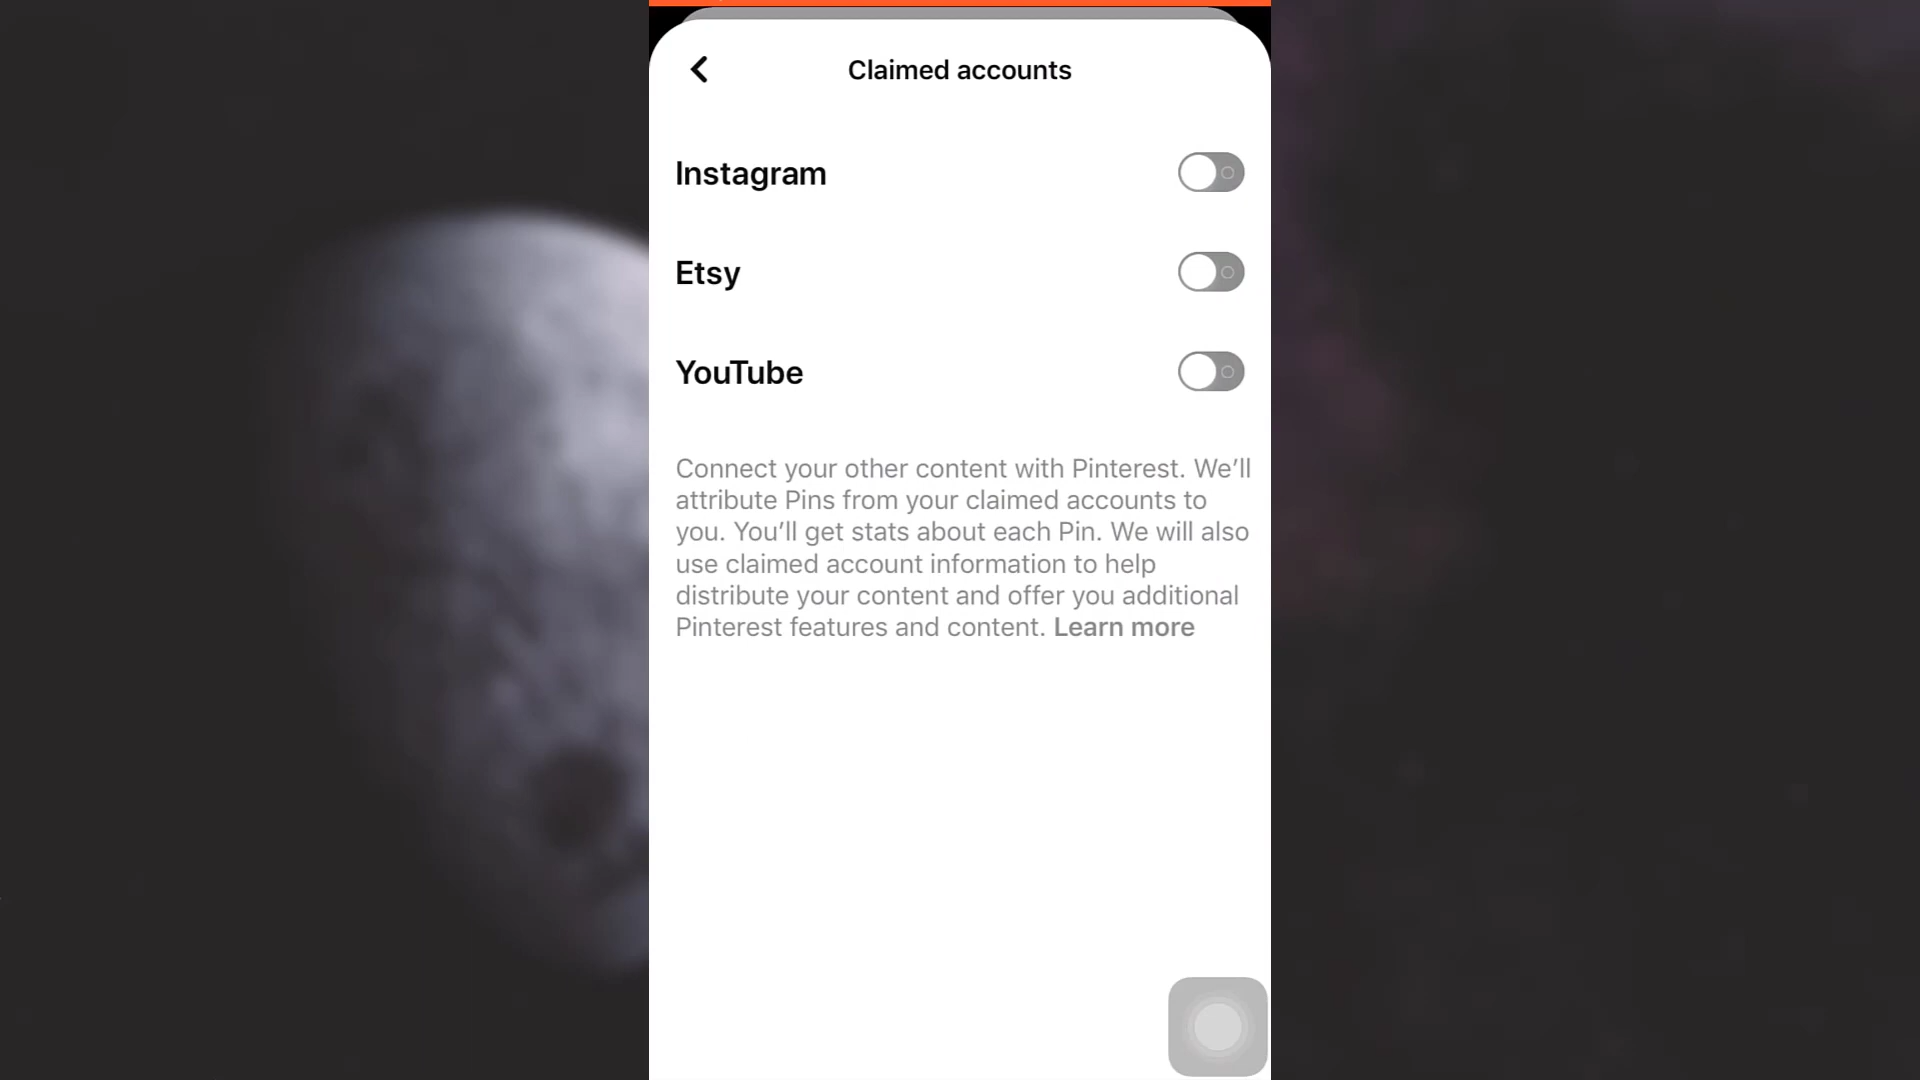 Claimed accounts
Instagram
Etsy
YouTube
Connect your other content with Pinterest. We’ll
attribute Pins from your claimed accounts to
you. You’ll get stats about each Pin. We will also
use claimed account information to help
distribute your content and offer you additional
Pinterest features and content. Learn more